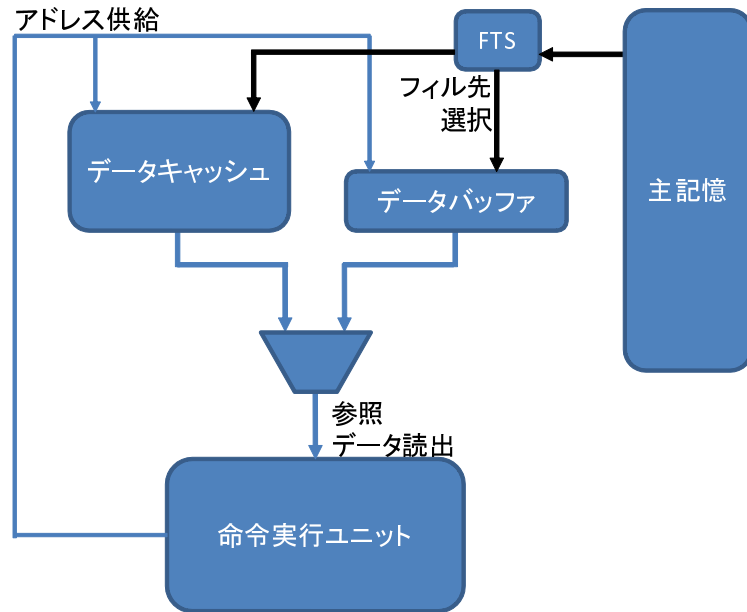 アドレス供給
FTS
フィル先
選択
データキャッシュ
データバッファ
主記憶
参照
データ読出
命令実行ユニット